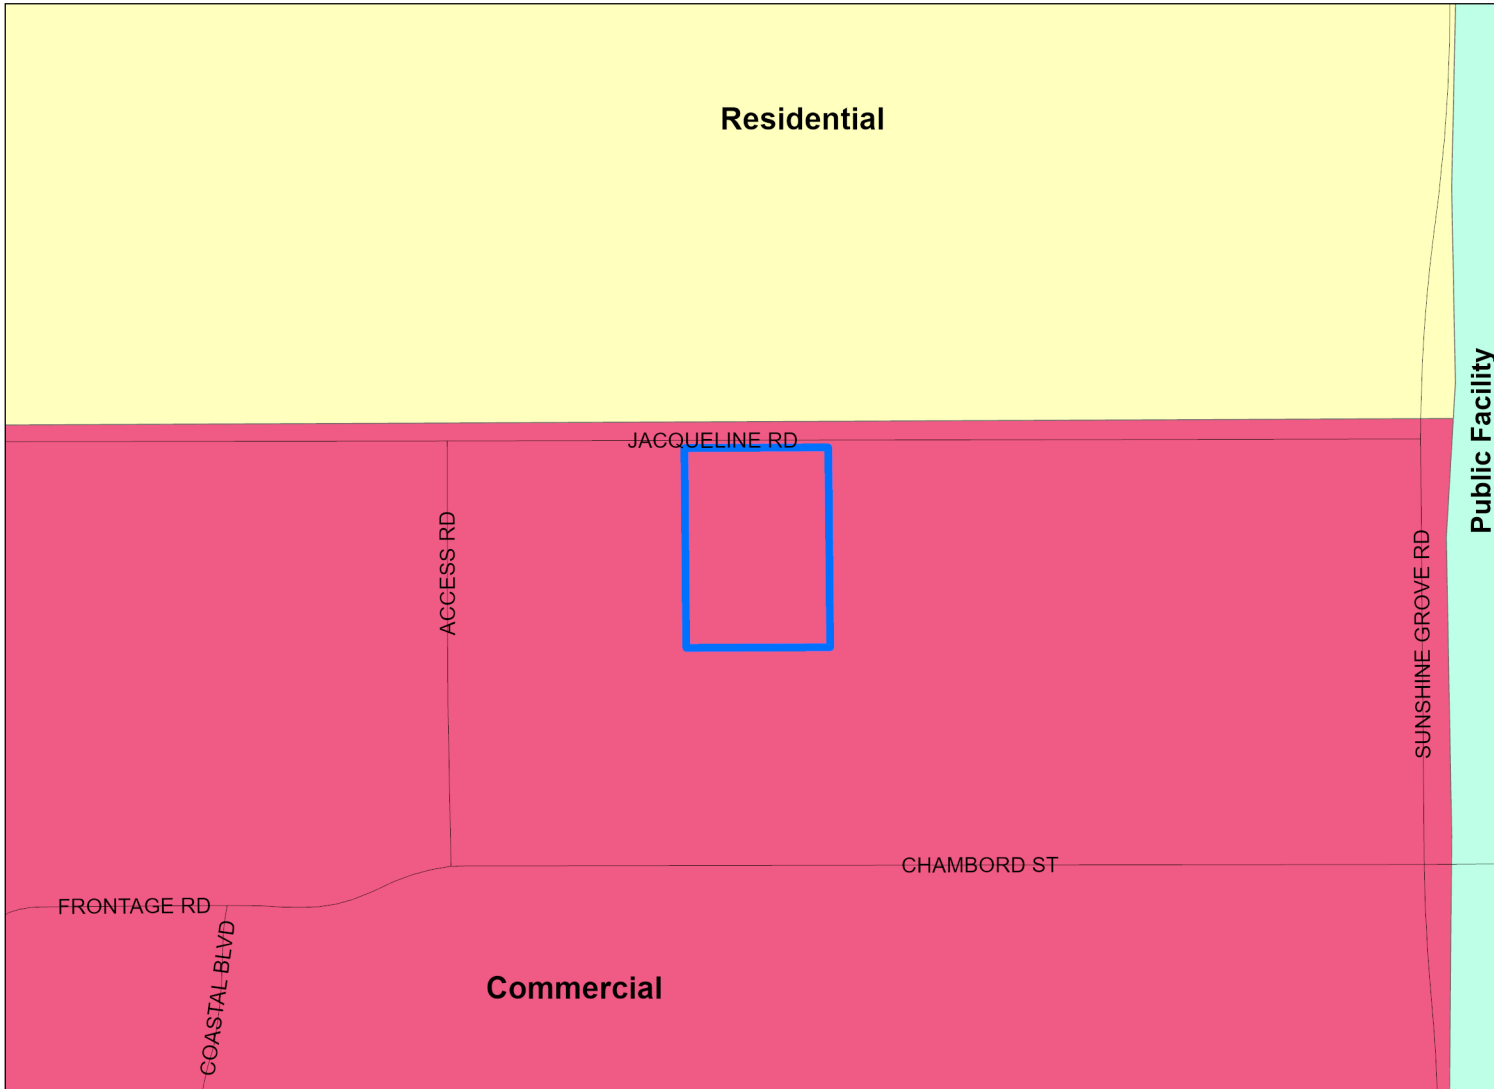 Residential
Public Facility
JACQUELINE RD
ACCESS RD
SUNSHINE GROVE RD
CHAMBORD ST
FRONTAGE RD
COASTAL BLVD
Commercial